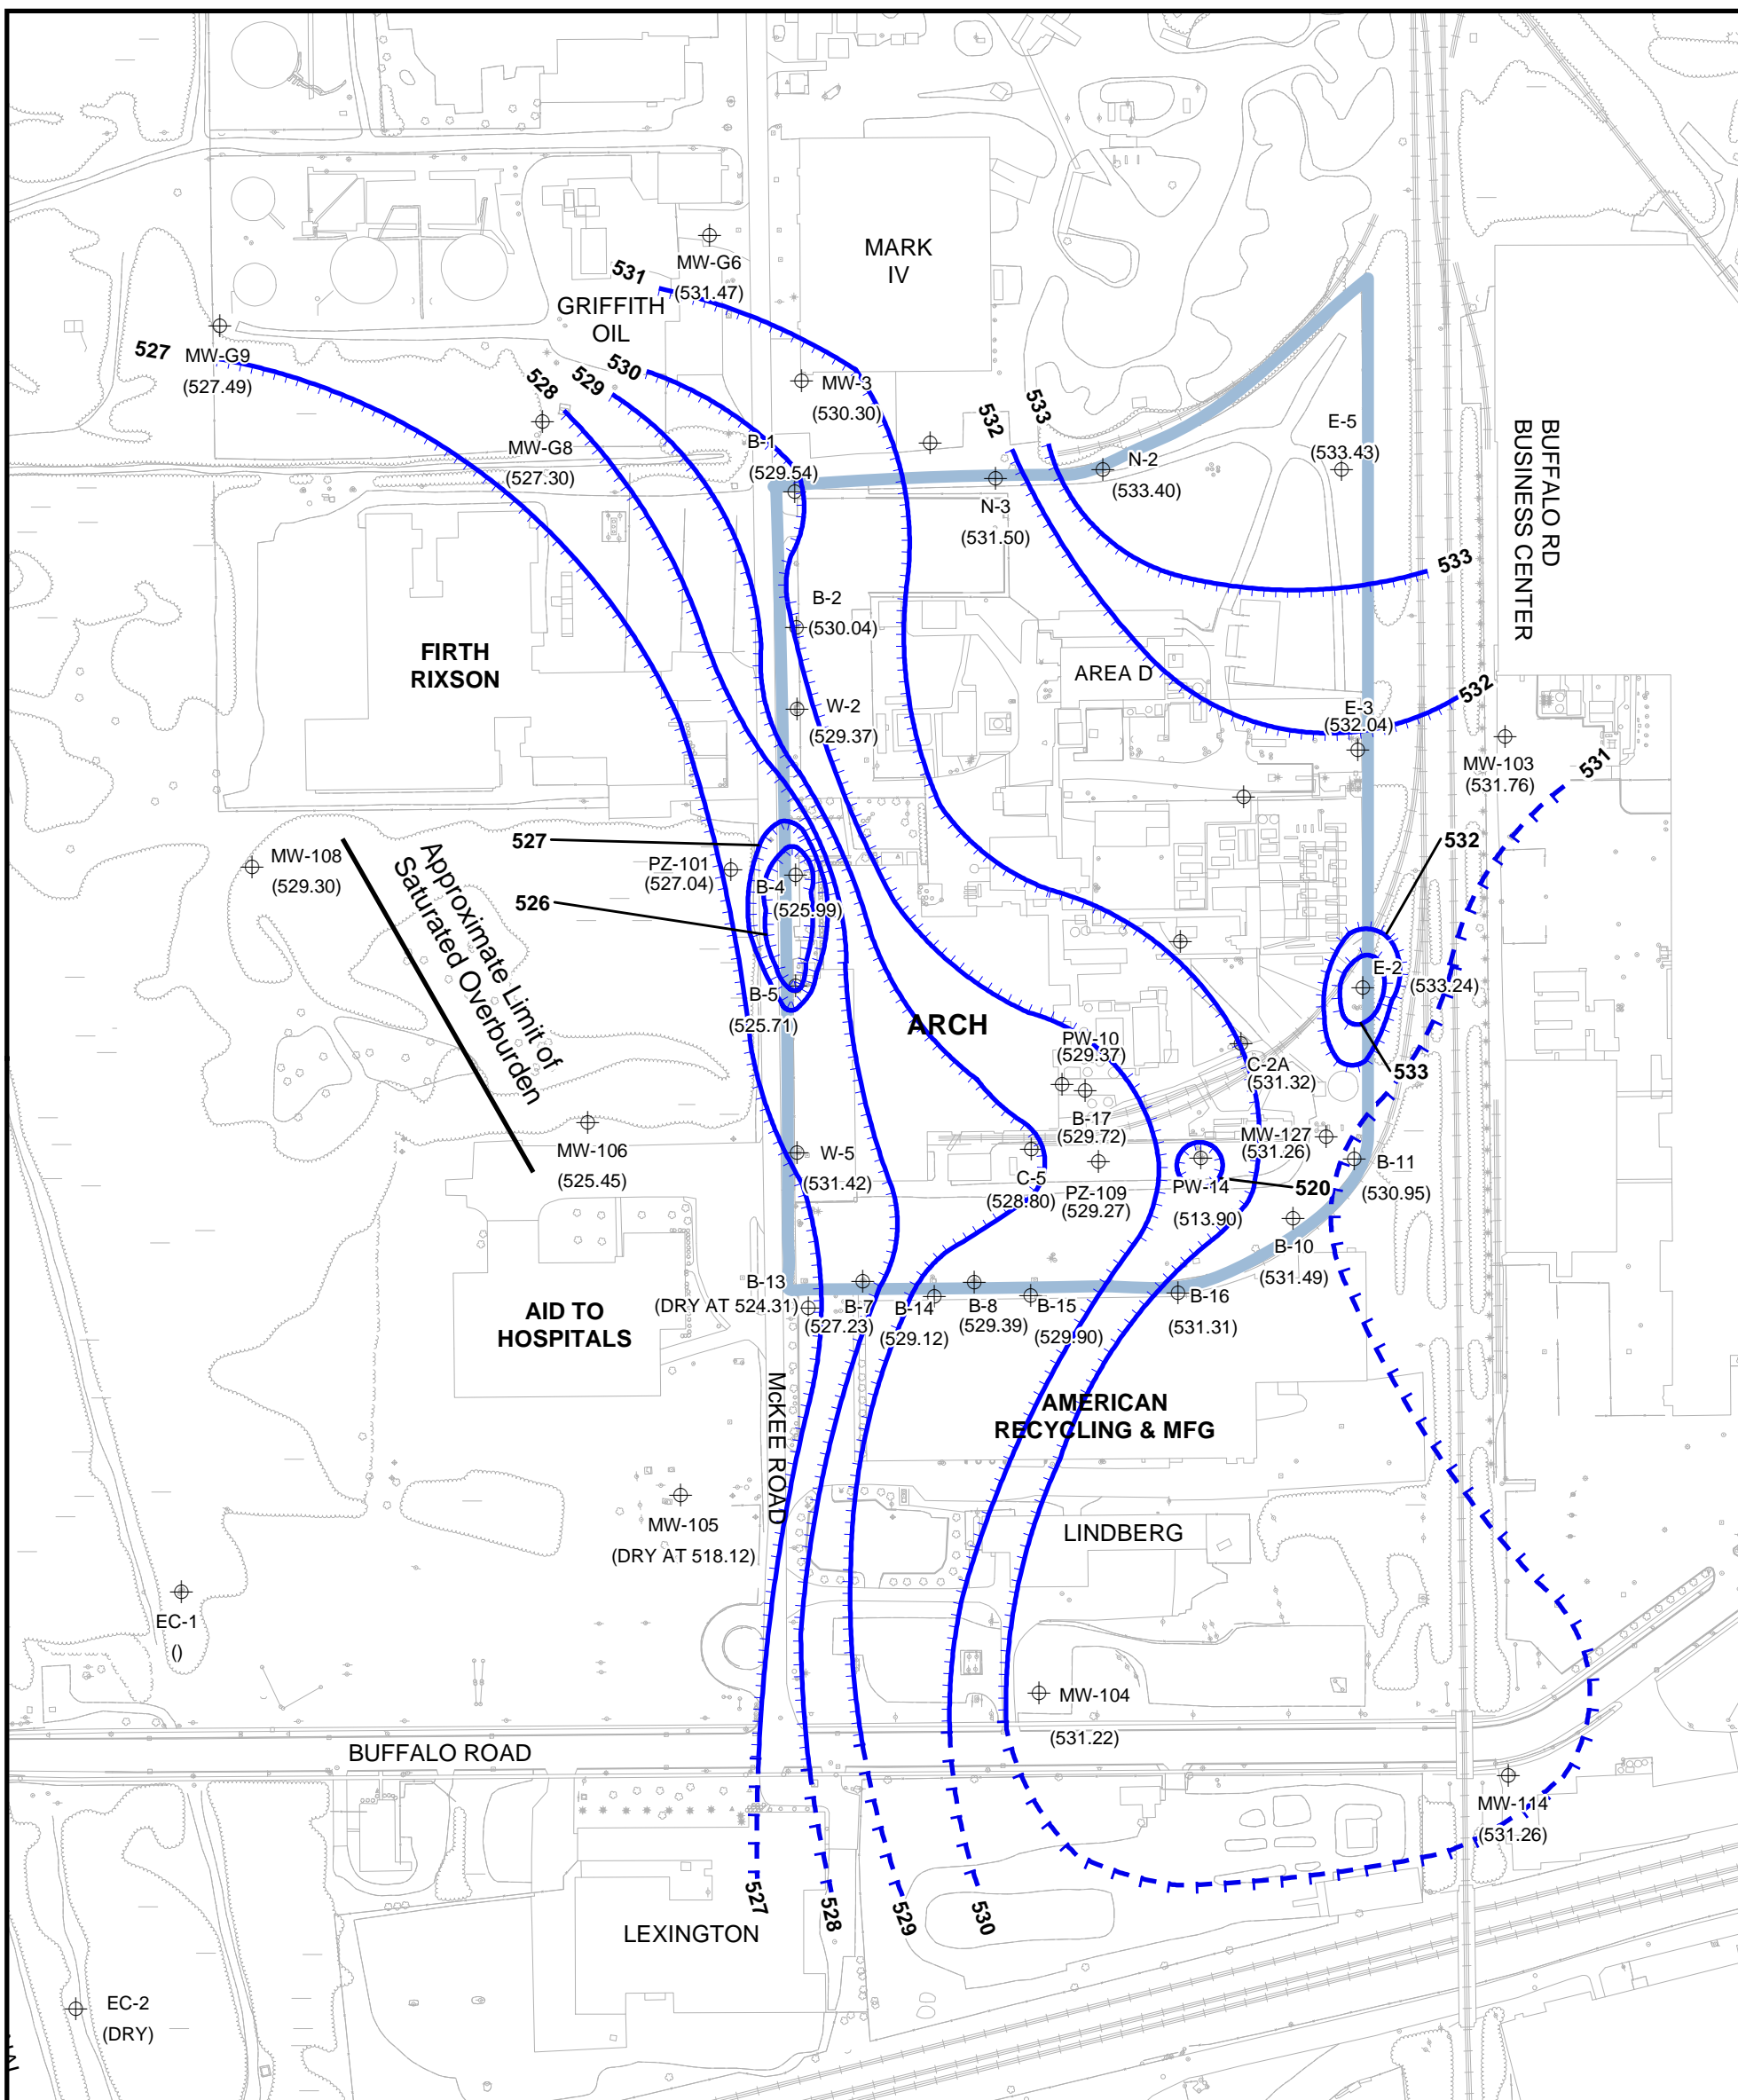 MARK
IV
MW-G6
(531.47)
531
GRIFFITH
OIL
527
MW-G9
(527.49)
528
529
530
MW-3
(530.30)
MW-G8
(527.30)
B-1
(529.54)
532
533
N-2
(533.40)
N-3
(531.50)
E-5
(533.43)
BUFFALO RD
BUSINESS CENTER
533
B-2
(530.04)
FIRTH
RIXSON
AREA D
W-2
(529.37)
532
E-3
(532.04)
MW-103
(531.76)
531
527
532
MW-108
(529.30)
Approximate Limit of
Saturated Overburden
PZ-101
(527.04)
B-4
(525.99)
526
B-5
(525.71)
E-2
(533.24)
ARCH
PW-10
(529.37)
C-2A
(531.32)
533
B-17
(529.72)
MW-127
(531.26)
MW-106
(525.45)
W-5
(531.42)
C-5
(528.80)
PZ-109
(529.27)
PW-14
(513.90)
520
B-11
(530.95)
B-10
(531.49)
B-13
(DRY AT 524.31)
B-7
(527.23)
B-14
(529.12)
B-8
(529.39)
B-15
(529.90)
B-16
(531.31)
AID TO
HOSPITALS
McKEE ROAD
AMERICAN
RECYCLING & MFG
MW-105
(DRY AT 518.12)
LINDBERG
EC-1
()
MW-104
(531.22)
BUFFALO ROAD
MW-114
(531.26)
527
528
529
530
LEXINGTON
EC-2
(DRY)